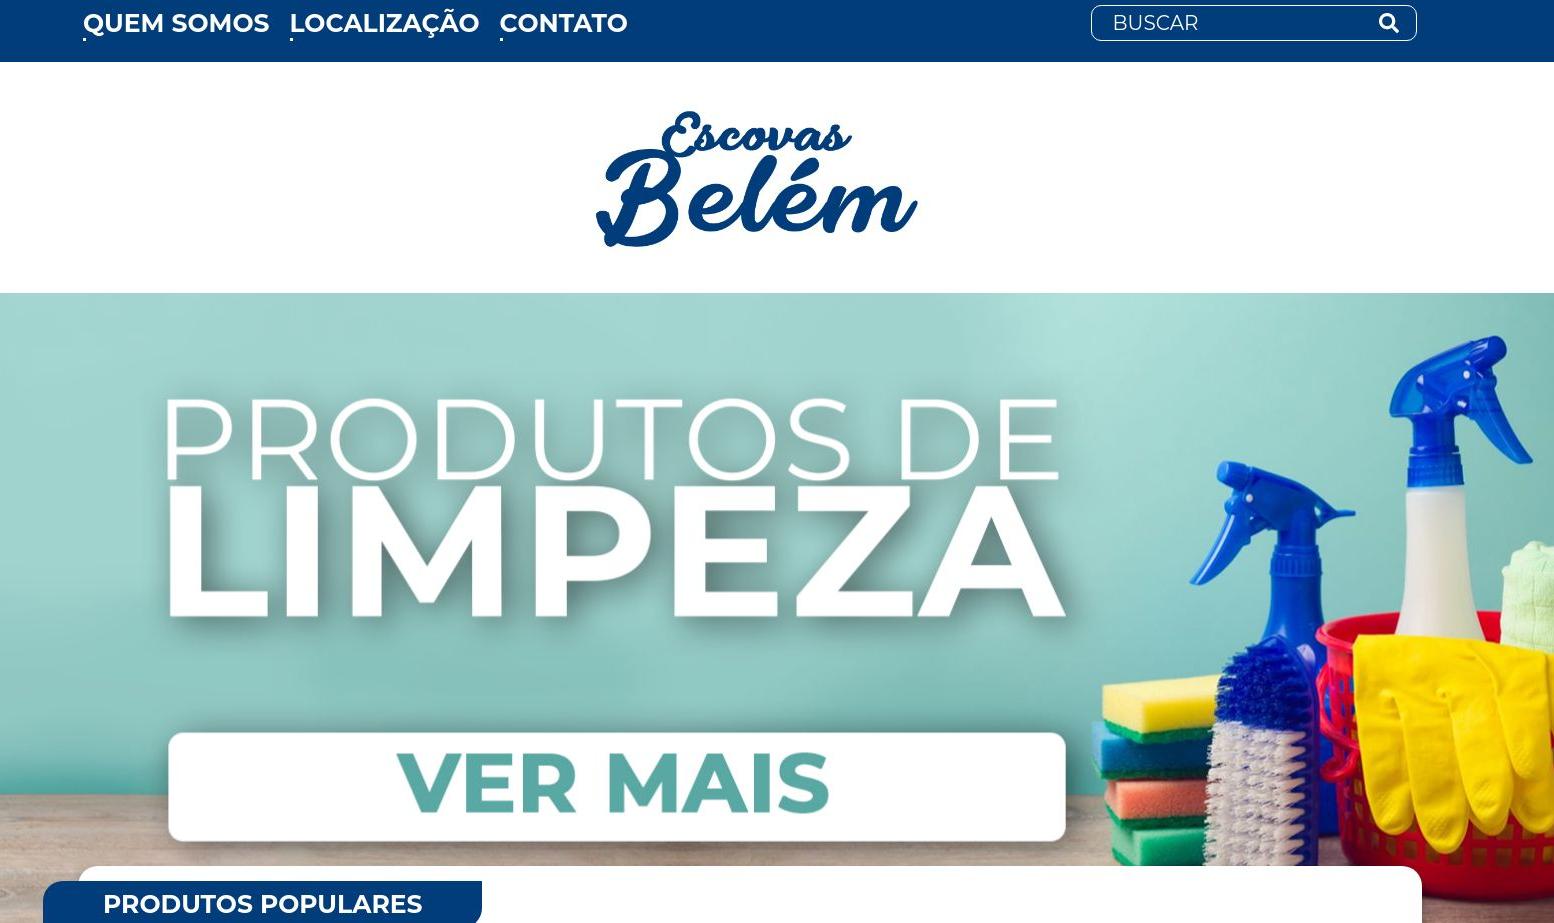 QUEM SOMOS LOCALIZAÇÃO CONTATO BUSCAR
Escovas
Belém
PRODUTOS DE
LIMPEZA
VER MAIS
PRODUTOS POPULARES